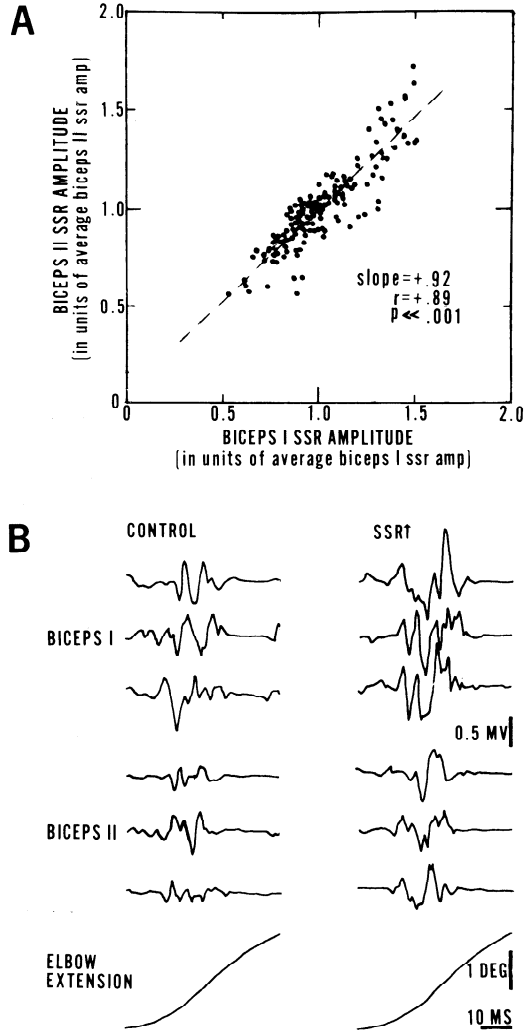 A
2.0
1.5
1.0
0.5
0
BICEPS II SSR AMPLITUDE
(in units of average biceps II ssr amp)
slope=+.92
r=+.89
p<< .001
0
0.5
1.0
1.5
2.0
BICEPS I SSR AMPLITUDE
(in units of average biceps I ssr amp)
B
CONTROL
SSR↑
BICEPS I
0.5 MV
BICEPS II
ELBOW
EXTENSION
1 DEG
10 MS